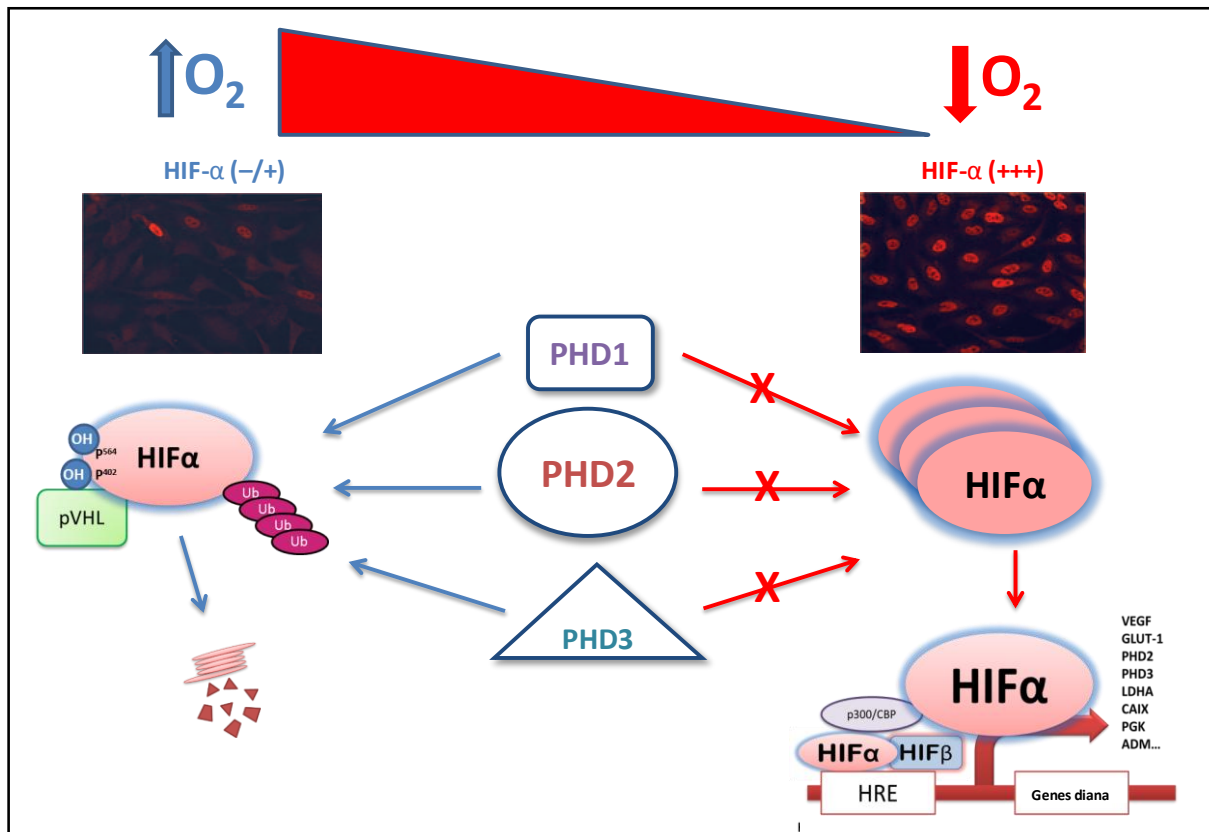 ↑O₂
↓O₂
HIF-α (–/+)
HIF-α (+++)
PHD1
X
OH
P⁵⁶⁴
HIFα
OH
P⁴⁰²
pVHL
Ub
Ub
Ub
Ub
PHD2
X
HIFα
PHD3
X
VEGF
GLUT-1
PHD2
PHD3
LDHA
CAIX
PGK
ADM...
HIFα
p300/CBP
HIFα
HIFβ
HRE
Genes diana